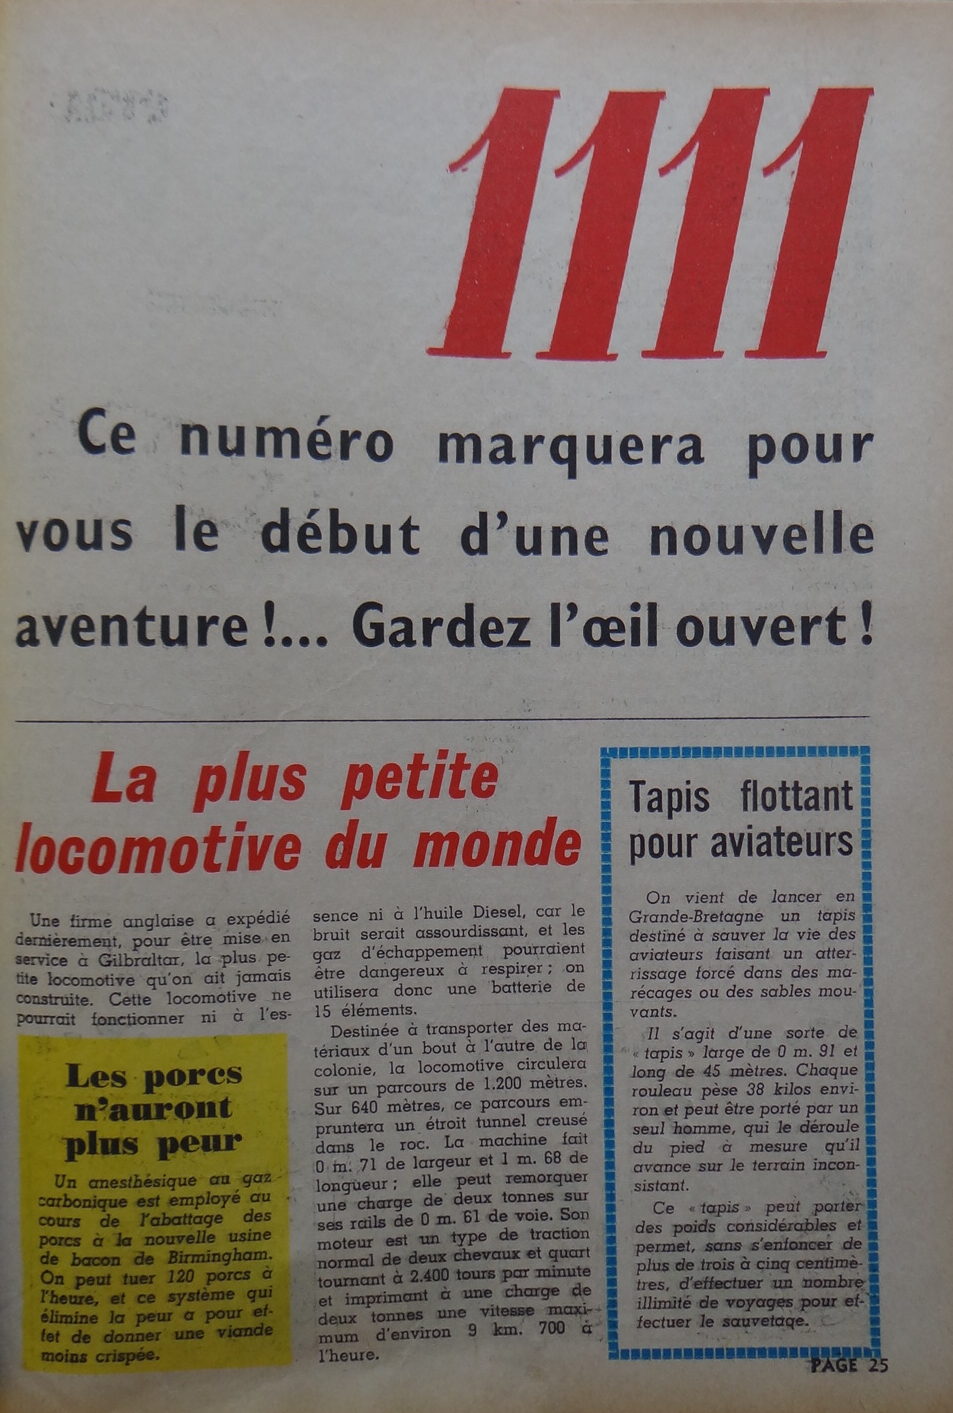 1111
Ce numéro marquera pour
vous le début d'une nouvelle
aventure !... Gardez l'œil ouvert !
La plus petite
locomotive du monde
Une firme anglaise a expédié
dernièrement, pour être mise en
service à Gilbraltar, la plus pe-
tite locomotive qu'on ait jamais
construite. Cette locomotive ne
pourrait fonctionner ni à l'es-
sence ni à l'huile Diesel, car le
bruit serait assourdissant, et les
gaz d'échappement pourraient
être dangereux à respirer ; on
utilisera donc une batterie de
15 éléments.
Destinée à transporter des ma-
tériaux d'un bout à l'autre de la
colonie, la locomotive circulera
sur un parcours de 1.200 mètres.
Sur 640 mètres, ce parcours em-
pruntera un étroit tunnel creusé
dans le roc. La machine fait
0 m. 71 de largeur et 1 m. 68 de
longueur ; elle peut remorquer
une charge de deux tonnes sur
ses rails de 0 m. 61 de voie. Son
moteur est un type de traction
normal de deux chevaux et quart
tournant à 2.400 tours par minute
et imprimant à une charge de
deux tonnes une vitesse maxi-
mum d'environ 9 km. 700 à
l'heure.
Les porcs
n'auront
plus peur
Un anesthésique au gaz
carbonique est employé au
cours de l'abattage des
porcs à la nouvelle usine
de bacon de Birmingham.
On peut tuer 120 porcs à
l'heure, et ce système qui
élimine la peur a pour ef-
fet de donner une viande
moins crispée.
Tapis flottant
pour aviateurs
On vient de lancer en
Grande-Bretagne un tapis
destiné à sauver la vie des
aviateurs faisant un atter-
rissage forcé dans des ma-
récages ou des sables mou-
vants.
Il s'agit d'une sorte de
« tapis » large de 0 m. 91 et
long de 45 mètres. Chaque
rouleau pèse 38 kilos envi-
ron et peut être porté par un
seul homme, qui le déroule
du pied à mesure qu'il
avance sur le terrain incon-
sistant.
Ce « tapis » peut porter
des poids considérables et
permet, sans s'enfoncer de
plus de trois à cinq centimè-
tres, d'effectuer un nombre
illimité de voyages pour ef-
fectuer le sauvetage.
PAGE 25